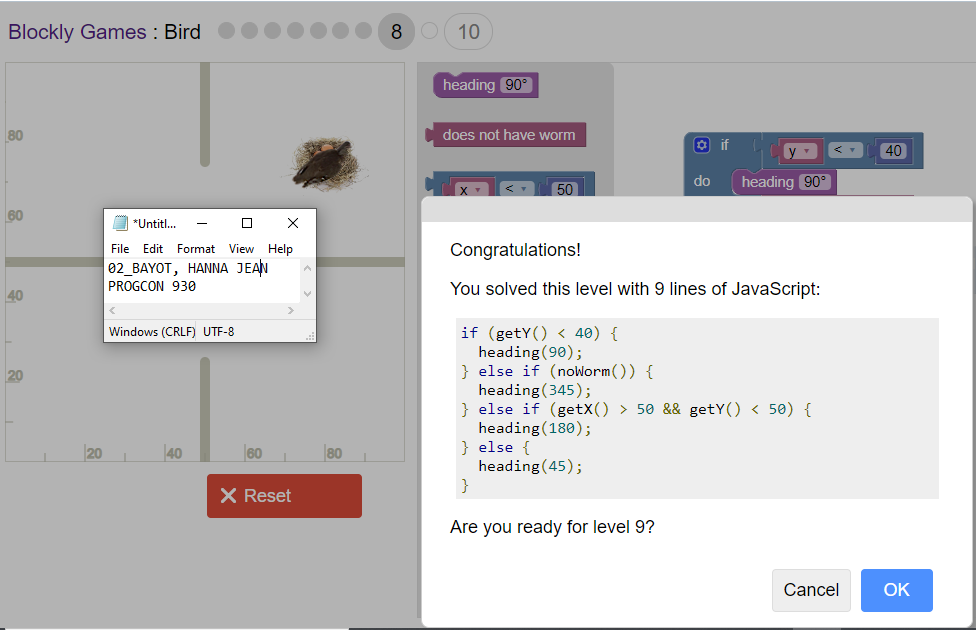 Blockly Games : Bird 8 10
heading 90°
does not have worm
x < 50
if y < 40
do heading 90°
80
60
40
20
20 40 60 80
*Untitl...
File Edit Format View Help
02_BAYOT, HANNA JEAN
PROGCON 930
Windows (CRLF) UTF-8
Reset
Congratulations!
You solved this level with 9 lines of JavaScript:
if (getY() < 40) {
  heading(90);
} else if (noWorm()) {
  heading(345);
} else if (getX() > 50 && getY() < 50) {
  heading(180);
} else {
  heading(45);
}
Are you ready for level 9?
Cancel OK